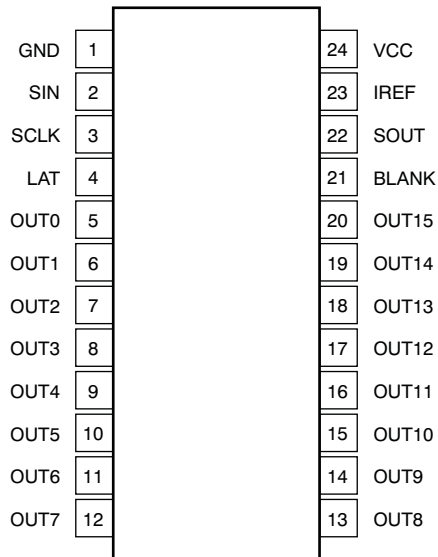 GND 1 24 VCC
SIN 2 23 IREF
SCLK 3 22 SOUT
LAT 4 21 BLANK
OUT0 5 20 OUT15
OUT1 6 19 OUT14
OUT2 7 18 OUT13
OUT3 8 17 OUT12
OUT4 9 16 OUT11
OUT5 10 15 OUT10
OUT6 11 14 OUT9
OUT7 12 13 OUT8